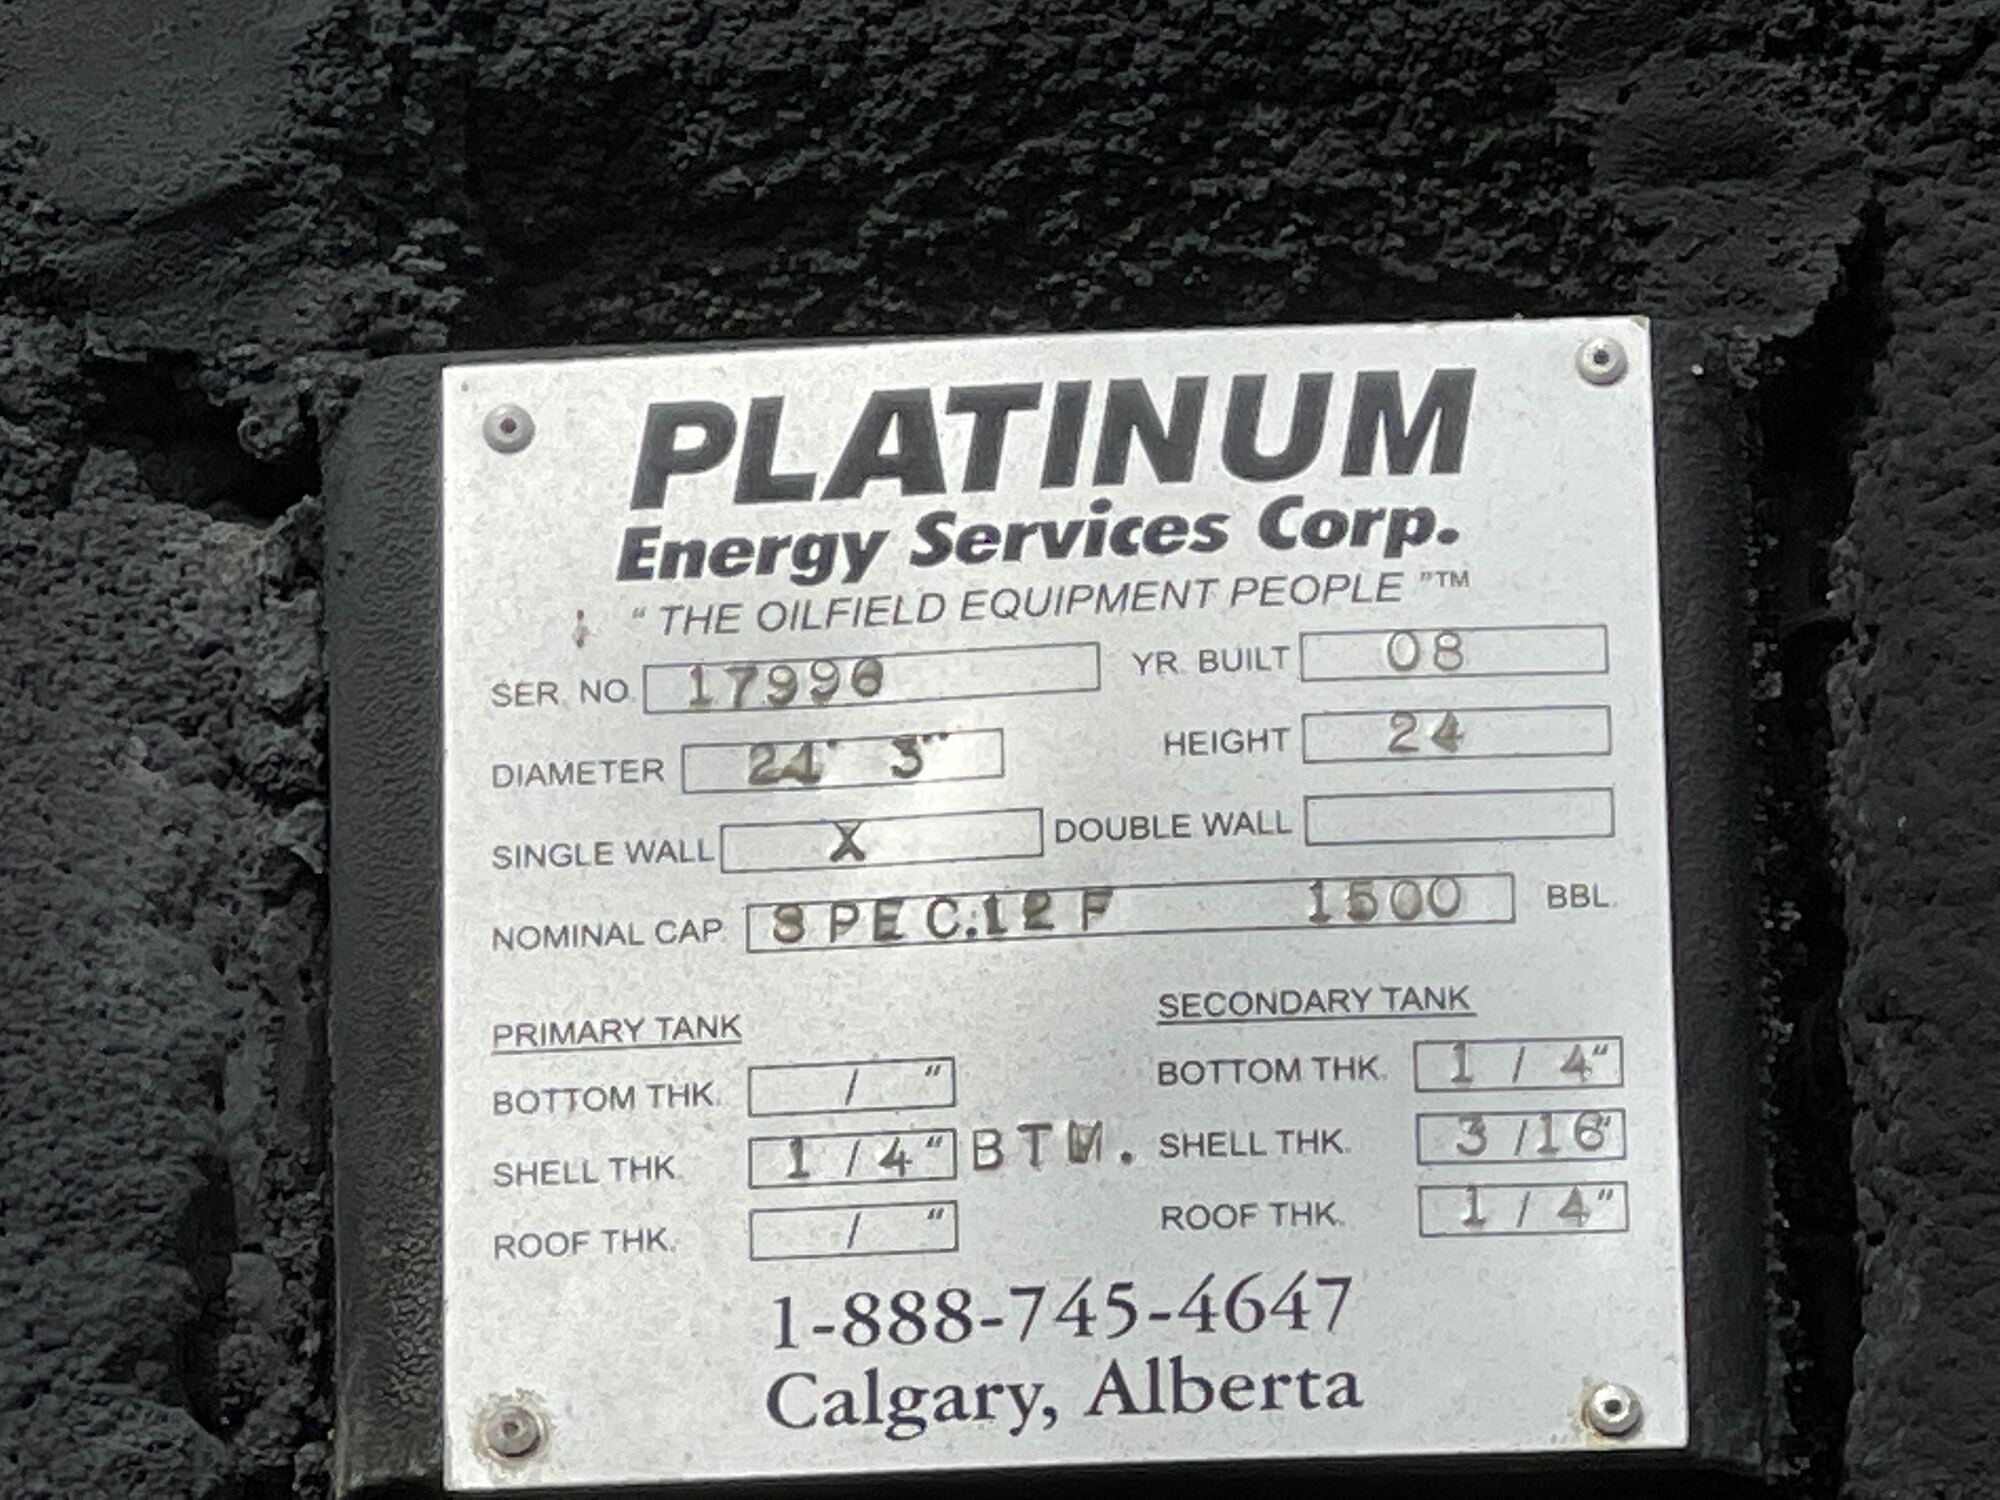 PLATINUM
Energy Services Corp.
" THE OILFIELD EQUIPMENT PEOPLE "™
SER. NO. 17996 YR. BUILT 08
DIAMETER 21' 3" HEIGHT 24
SINGLE WALL X DOUBLE WALL
NOMINAL CAP. SPEC.12F 1500 BBL.
PRIMARY TANK SECONDARY TANK
BOTTOM THK. / " BOTTOM THK. 1 / 4"
SHELL THK. 1 / 4" BTM. SHELL THK. 3 /16"
ROOF THK. / " ROOF THK. 1 / 4"
1-888-745-4647
Calgary, Alberta